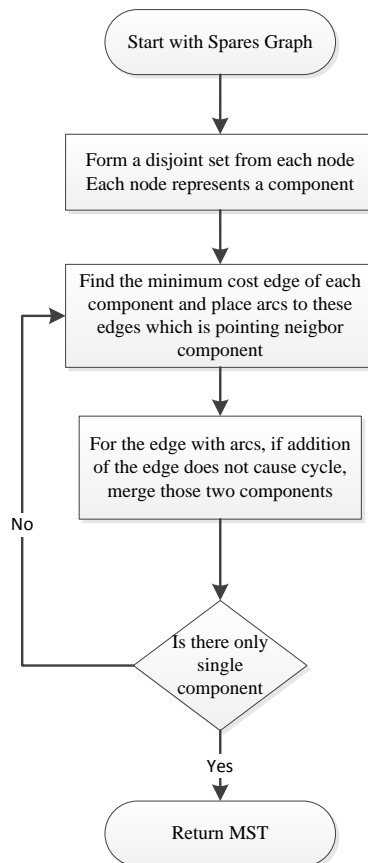 Start with Spares Graph
Form a disjoint set from each node
Each node represents a component
Find the minimum cost edge of each
component and place arcs to these
edges which is pointing neigbor
component
For the edge with arcs, if addition
of the edge does not cause cycle,
merge those two components
No
Is there only
single
component
Yes
Return MST